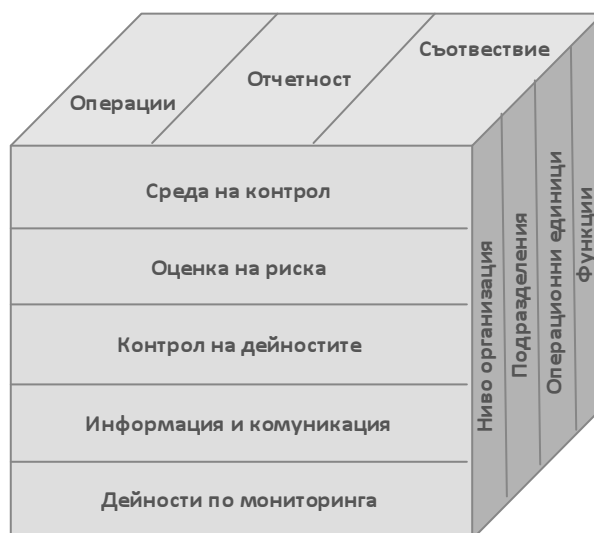 Съотвествие
Отчетност
Операции
Среда на контрол
Оценка на риска
Контрол на дейностите
Информация и комуникация
Дейности по мониторинга
Ниво организация
Подразделения
Операционни единици
Функции